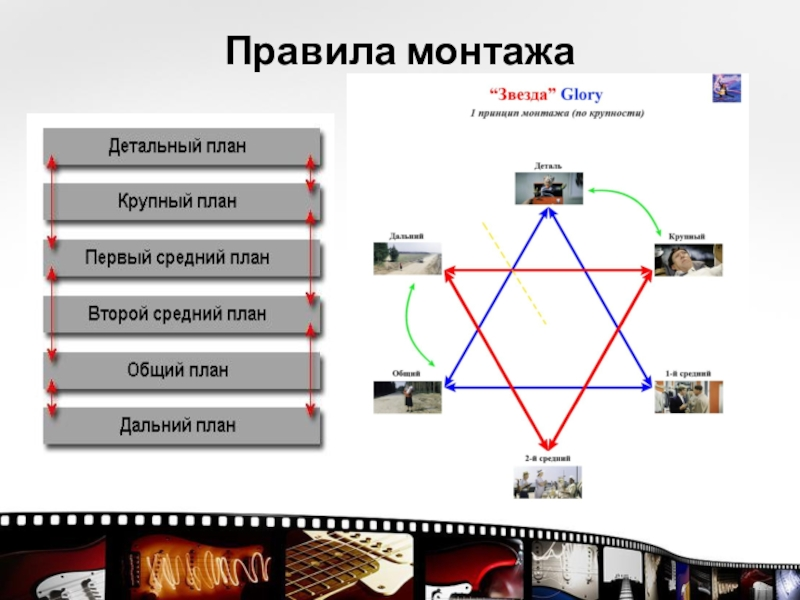 Правила монтажа
Детальный план
Крупный план
Первый средний план
Второй средний план
Общий план
Дальний план
“Звезда” Glory
1 принцип монтажа (по крупности)
Деталь
Дальний
Крупный
Общий
1-й средний
2-й средний